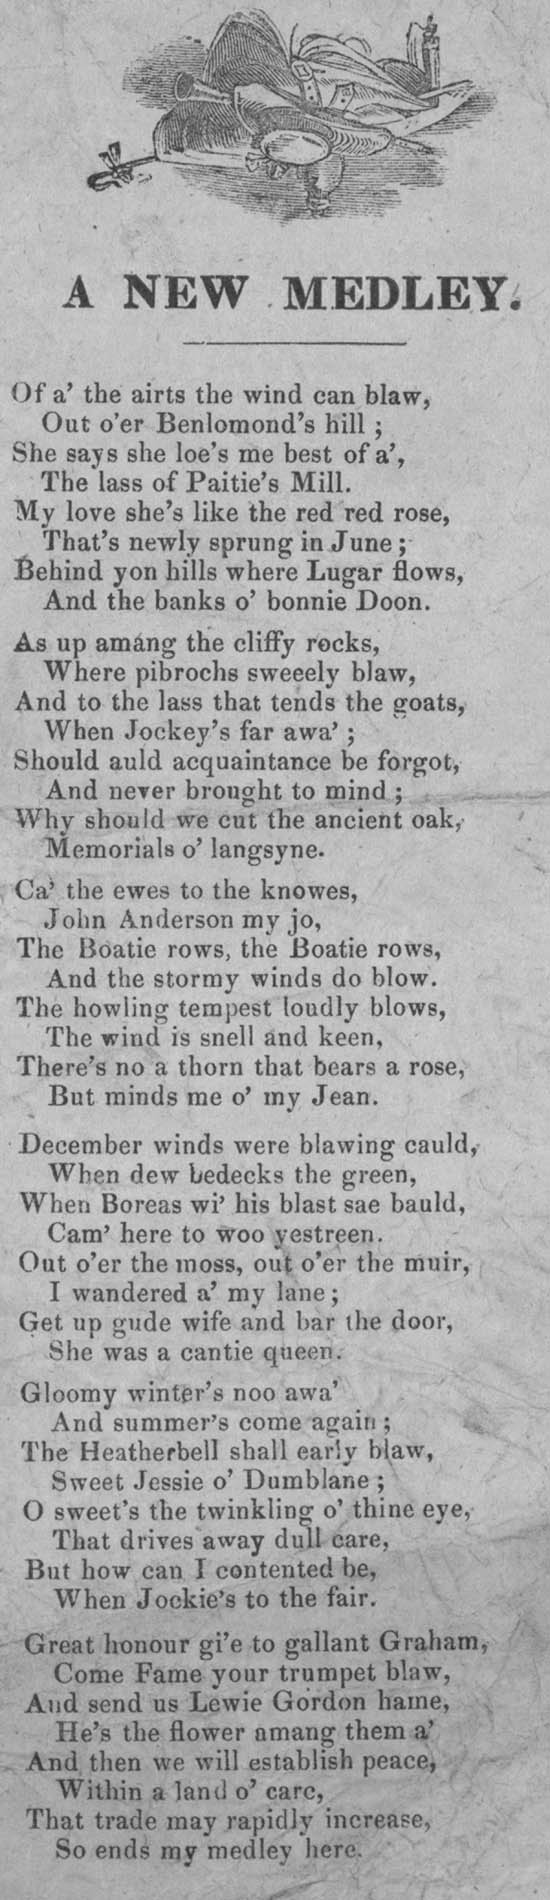 A NEW MEDLEY.
Of a' the airts the wind can blaw,
Out o'er Benlomond's hill ;
She says she loe's me best of a',
The lass of Paitie's Mill.
My love she's like the red red rose,
That's newly sprung in June ;
Behind yon hills where Lugar flows,
And the banks o' bonnie Doon.
As up amang the cliffy rocks,
Where pibrochs sweeely blaw,
And to the lass that tends the goats,
When Jockey's far awa' ;
Should auld acquaintance be forgot,
And never brought to mind ;
Why should we cut the ancient oak,
Memorials o' langsyne.
Ca' the ewes to the knowes,
John Anderson my jo,
The Boatie rows, the Boatie rows,
And the stormy winds do blow.
The howling tempest loudly blows,
The wind is snell and keen,
There's no a thorn that bears a rose,
But minds me o' my Jean.
December winds were blawing cauld,
When dew bedecks the green,
When Boreas wi' his blast sae bauld,
Cam' here to woo yestreen.
Out o'er the moss, out o'er the muir,
I wandered a' my lane ;
Get up gude wife and bar the door,
She was a cantie queen.
Gloomy winter's noo awa'
And summer's come again ;
The Heatherbell shall early blaw,
Sweet Jessie o' Dumblane ;
O sweet's the twinkling o' thine eye,
That drives away dull care,
But how can I contented be,
When Jockie's to the fair.
Great honour gi'e to gallant Graham,
Come Fame your trumpet blaw,
And send us Lewie Gordon hame,
He's the flower amang them a'
And then we will establish peace,
Within a land o' care,
That trade may rapidly increase,
So ends my medley here.